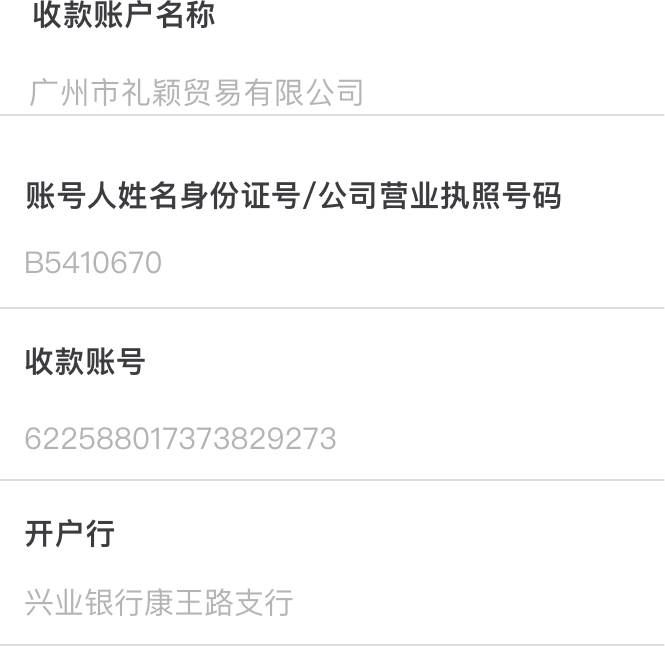 收款账户名称
广州市礼颖贸易有限公司
账号人姓名身份证号/公司营业执照号码
B5410670
收款账号
622588017373829273
开户行
兴业银行康王路支行